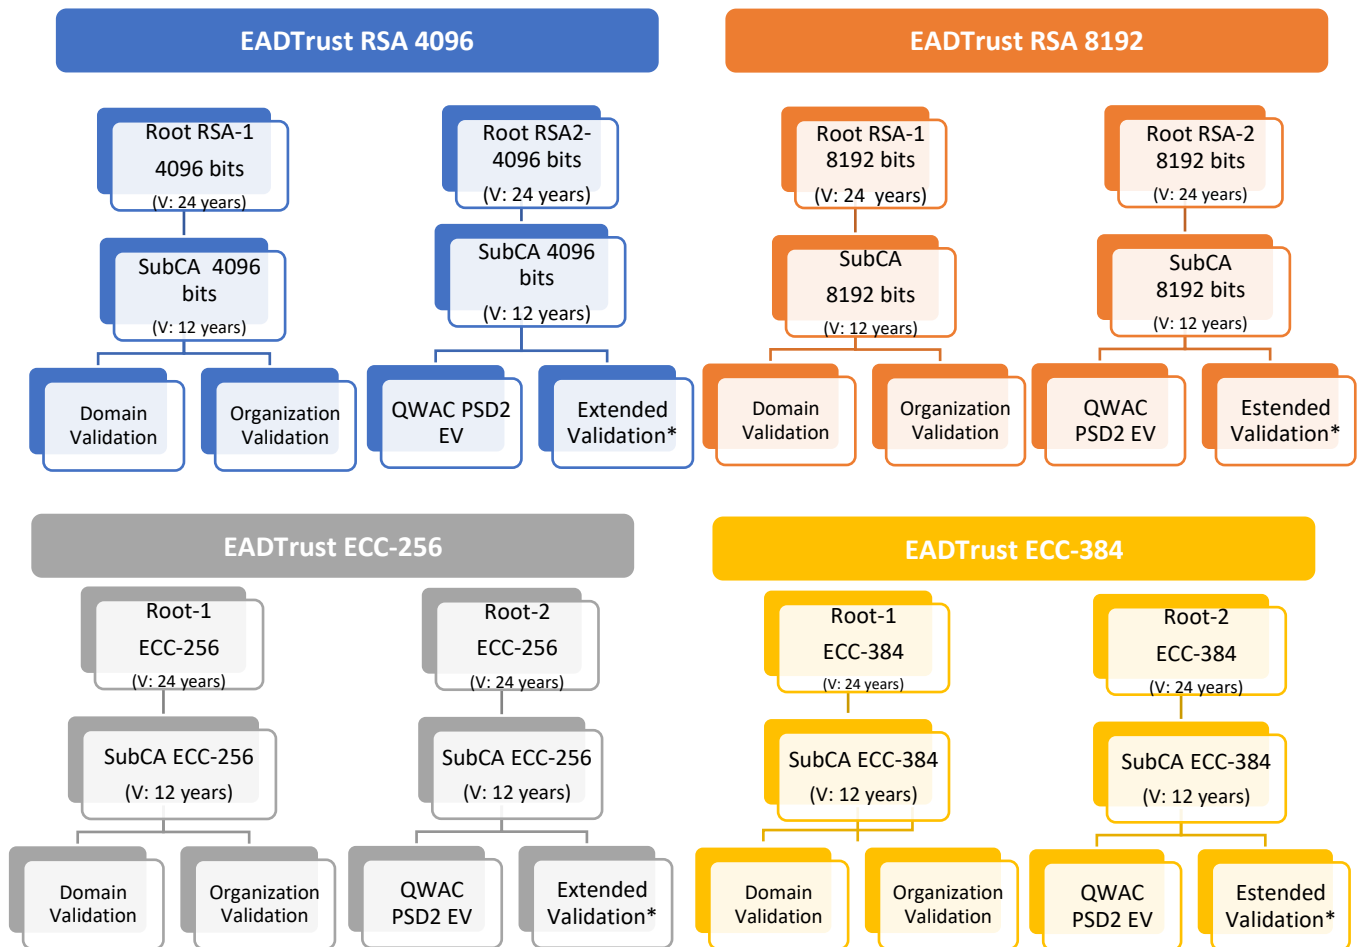 EADTrust RSA 4096
Root RSA-1
4096 bits
(V: 24 years)
Root RSA2-
4096 bits
(V: 24 years)
SubCA 4096
bits
(V: 12 years)
SubCA 4096
bits
(V: 12 years)
Domain
Validation
Organization
Validation
QWAC PSD2
EV
Extended
Validation*
EADTrust RSA 8192
Root RSA-1
8192 bits
(V: 24 years)
Root RSA-2
8192 bits
(V: 24 years)
SubCA
8192 bits
(V: 12 years)
SubCA
8192 bits
(V: 12 years)
Domain
Validation
Organization
Validation
QWAC
PSD2 EV
Estended
Validation*
EADTrust ECC-256
Root-1
ECC-256
(V: 24 years)
Root-2
ECC-256
(V: 24 years)
SubCA ECC-256
(V: 12 years)
SubCA ECC-256
(V: 12 years)
Domain
Validation
Organization
Validation
QWAC
PSD2 EV
Extended
Validation*
EADTrust ECC-384
Root-1
ECC-384
(V: 24 years)
Root-2
ECC-384
(V: 24 years)
SubCA ECC-384
(V: 12 years)
SubCA ECC-384
(V: 12 years)
Domain
Validation
Organization
Validation
QWAC
PSD2 EV
Estended
Validation*